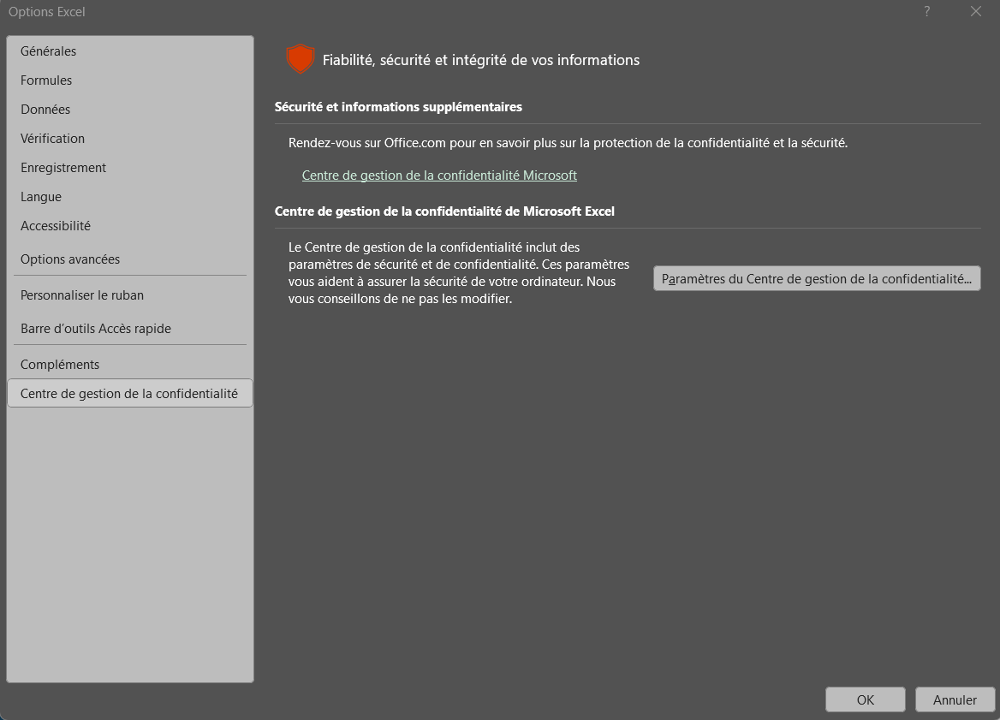 Options Excel
?
Générales
Formules
Données
Vérification
Enregistrement
Langue
Accessibilité
Options avancées
Personnaliser le ruban
Barre d’outils Accès rapide
Compléments
Centre de gestion de la confidentialité
Fiabilité, sécurité et intégrité de vos informations
Sécurité et informations supplémentaires
Rendez-vous sur Office.com pour en savoir plus sur la protection de la confidentialité et la sécurité.
Centre de gestion de la confidentialité Microsoft
Centre de gestion de la confidentialité de Microsoft Excel
Le Centre de gestion de la confidentialité inclut des
paramètres de sécurité et de confidentialité. Ces paramètres
vous aident à assurer la sécurité de votre ordinateur. Nous
vous conseillons de ne pas les modifier.
Paramètres du Centre de gestion de la confidentialité...
OK
Annuler